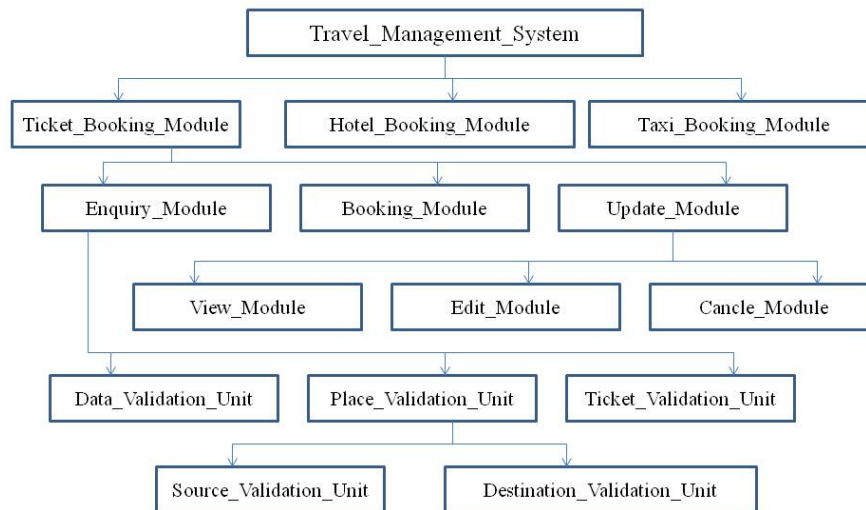 Travel_Management_System
Ticket_Booking_Module
Hotel_Booking_Module
Taxi_Booking_Module
Enquiry_Module
Booking_Module
Update_Module
View_Module
Edit_Module
Cancle_Module
Data_Validation_Unit
Place_Validation_Unit
Ticket_Validation_Unit
Source_Validation_Unit
Destination_Validation_Unit